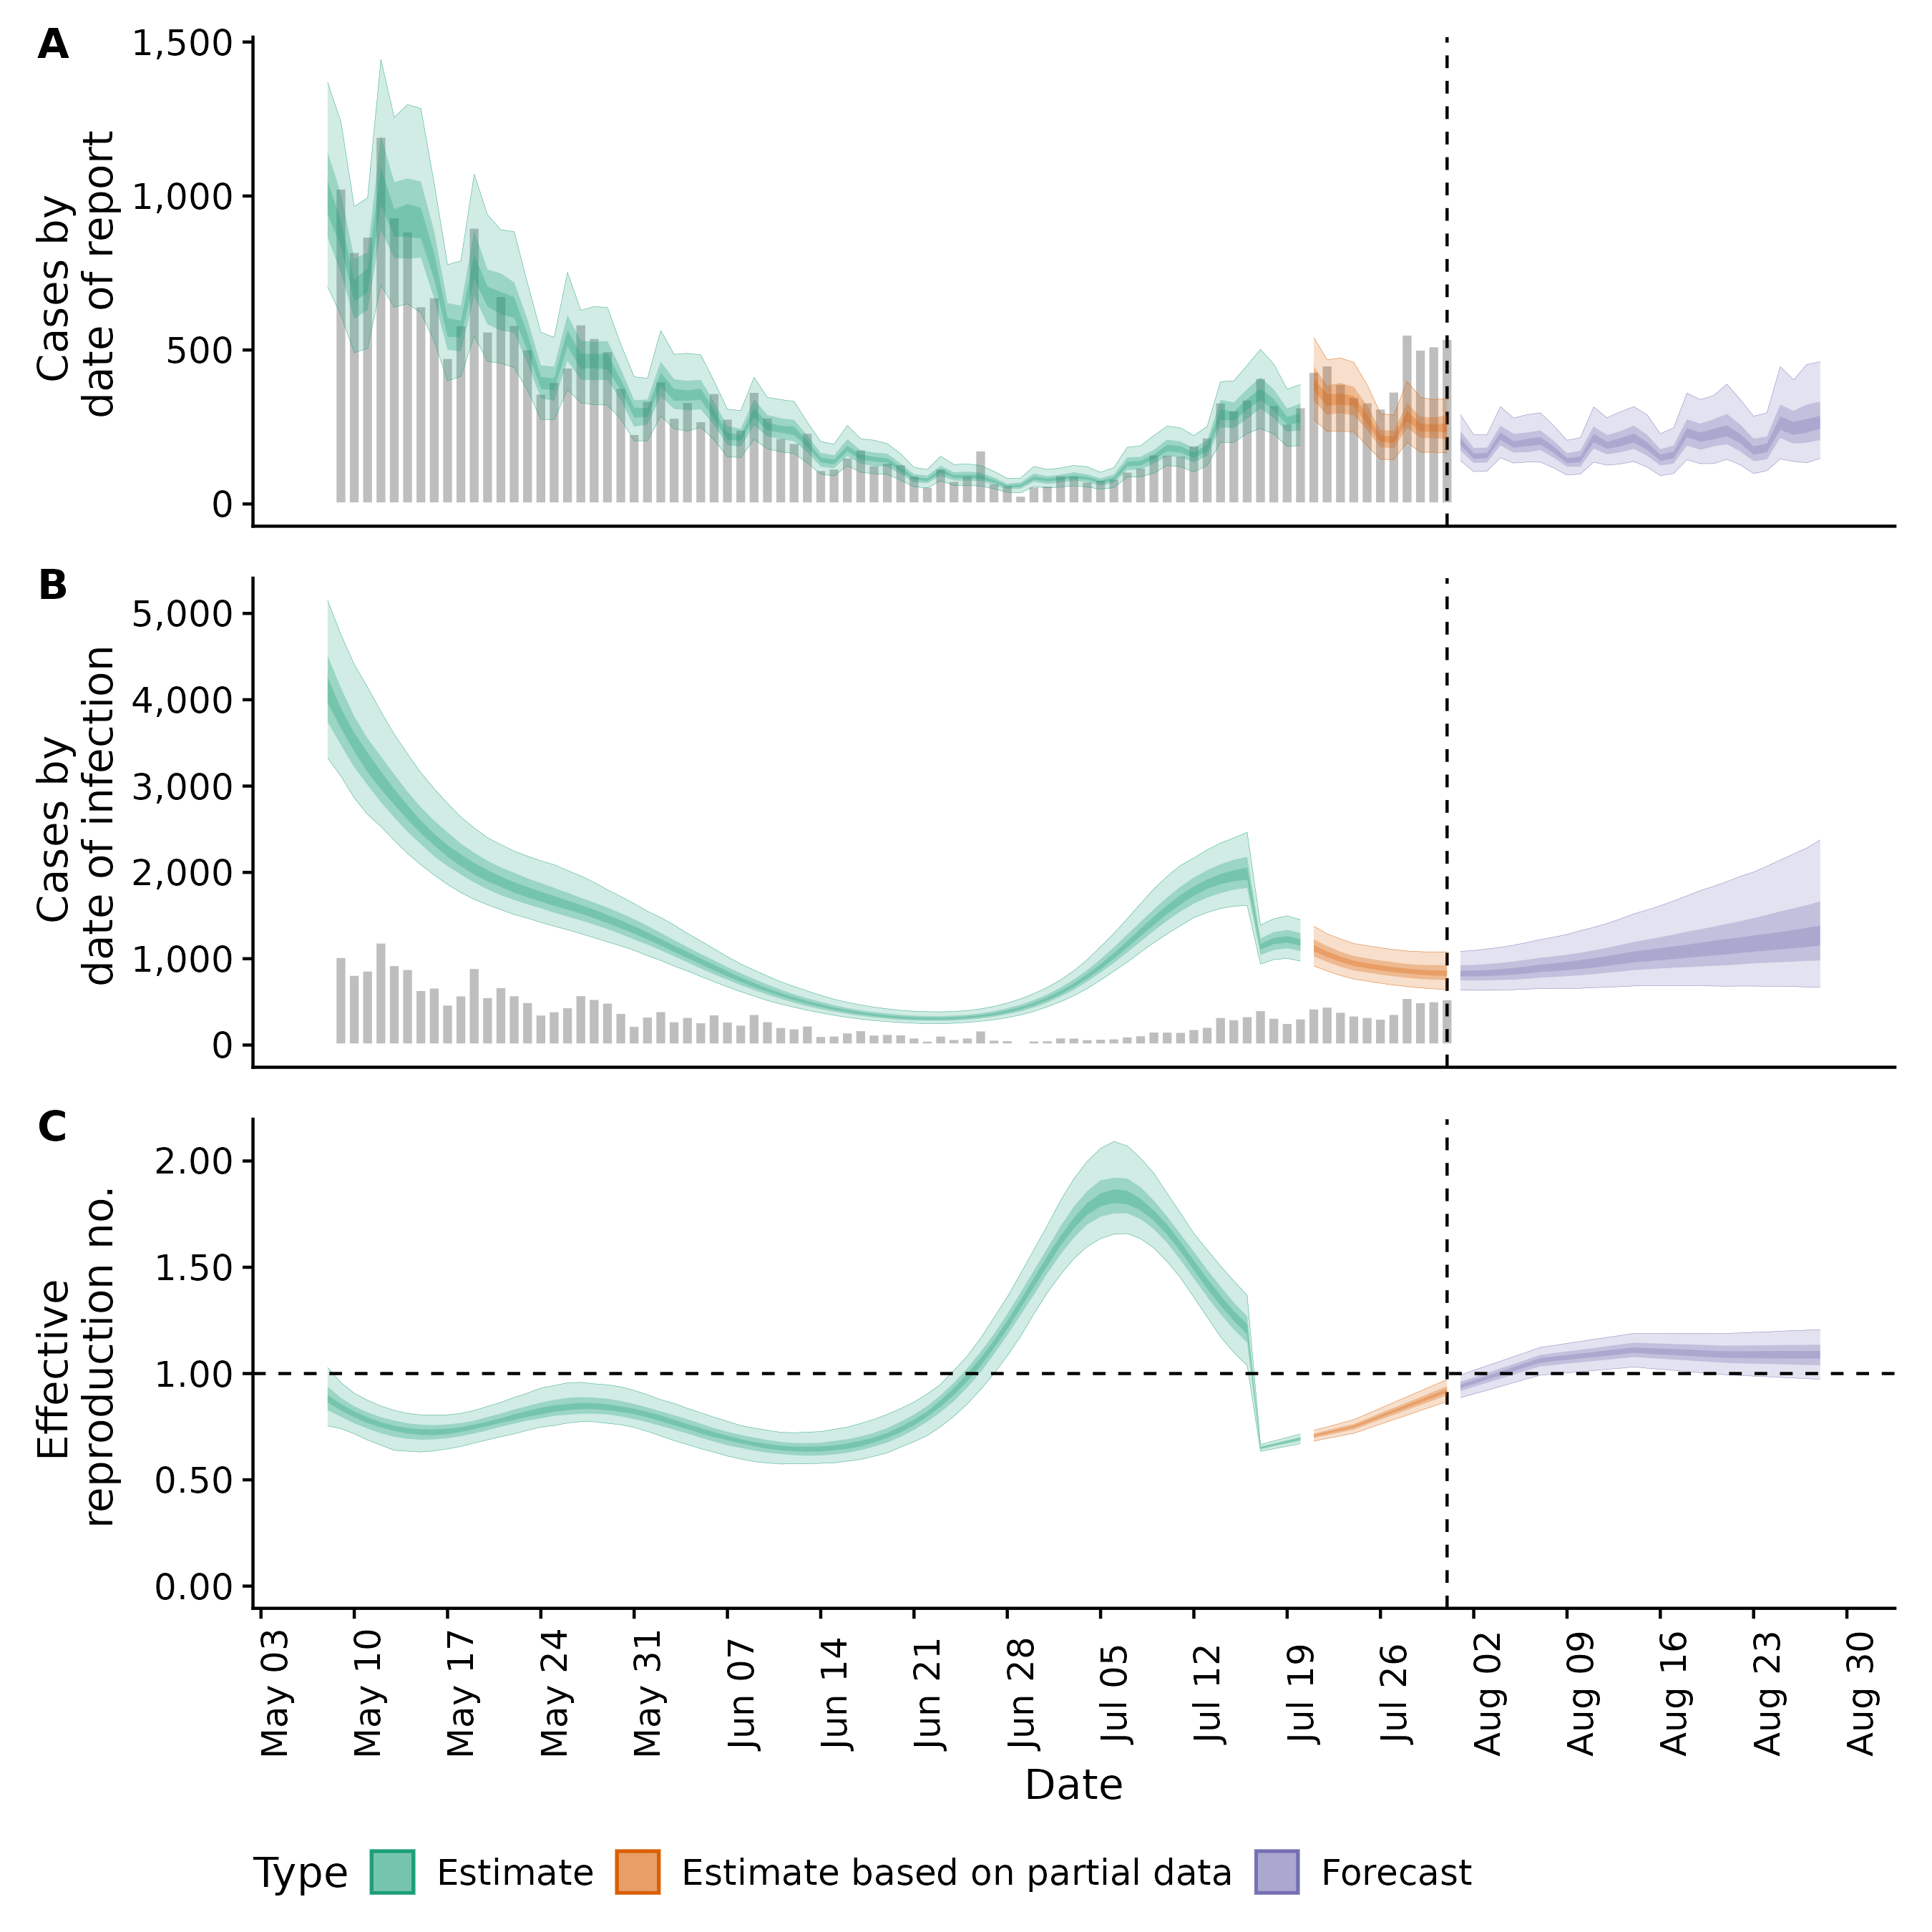 A
Cases by
date of report
1,500
1,000
500
0
B
Cases by
date of infection
5,000
4,000
3,000
2,000
1,000
0
C
Effective
reproduction no.
2.00
1.50
1.00
0.50
0.00
May 03
May 10
May 17
May 24
May 31
Jun 07
Jun 14
Jun 21
Jun 28
Jul 05
Jul 12
Jul 19
Jul 26
Aug 02
Aug 09
Aug 16
Aug 23
Aug 30
Date
Type Estimate Estimate based on partial data Forecast